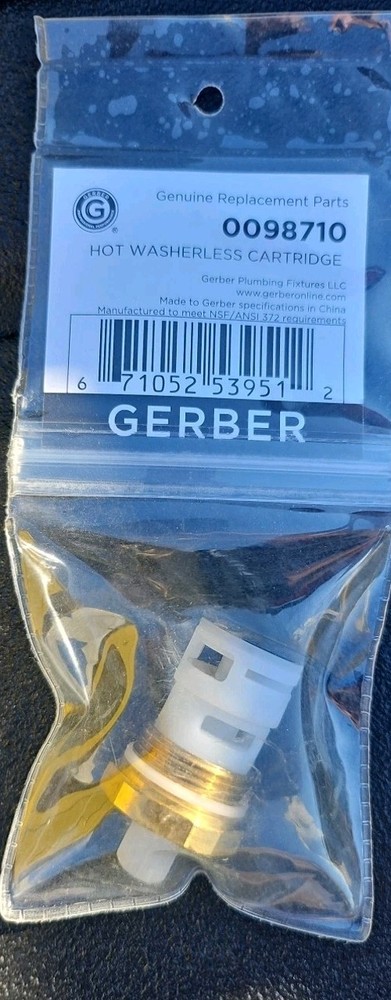 GERBER
G
®
Genuine Replacement Parts
0098710
HOT WASHERLESS CARTRIDGE
Gerber Plumbing Fixtures LLC
www.gerberonline.com
Made to Gerber specifications in China
Manufactured to meet NSF/ANSI 372 requirements
6 71052 53951 2
GERBER